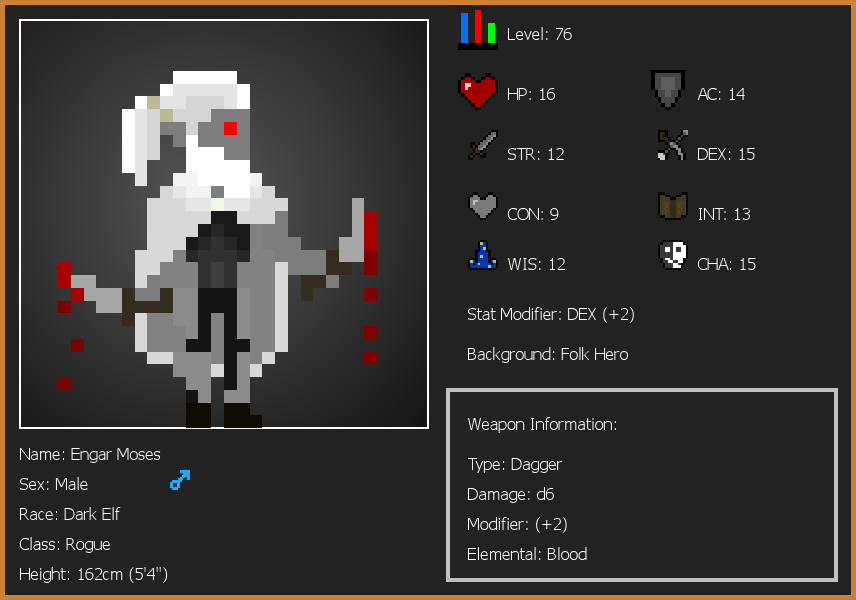 Level: 76
HP: 16
AC: 14
STR: 12
DEX: 15
CON: 9
INT: 13
WIS: 12
CHA: 15
Stat Modifier: DEX (+2)
Background: Folk Hero
Weapon Information:
Type: Dagger
Damage: d6
Modifier: (+2)
Elemental: Blood
Name: Engar Moses
Sex: Male
Race: Dark Elf
Class: Rogue
Height: 162cm (5'4")